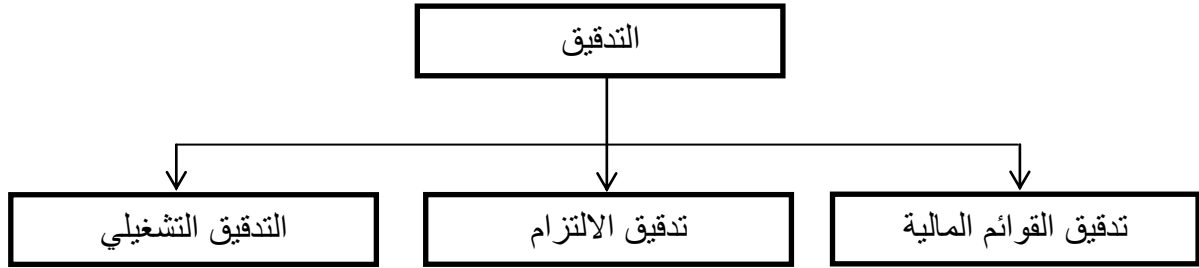 التدقيق
تدقيق القوائم المالية
تدقيق الالتزام
التدقيق التشغيلي